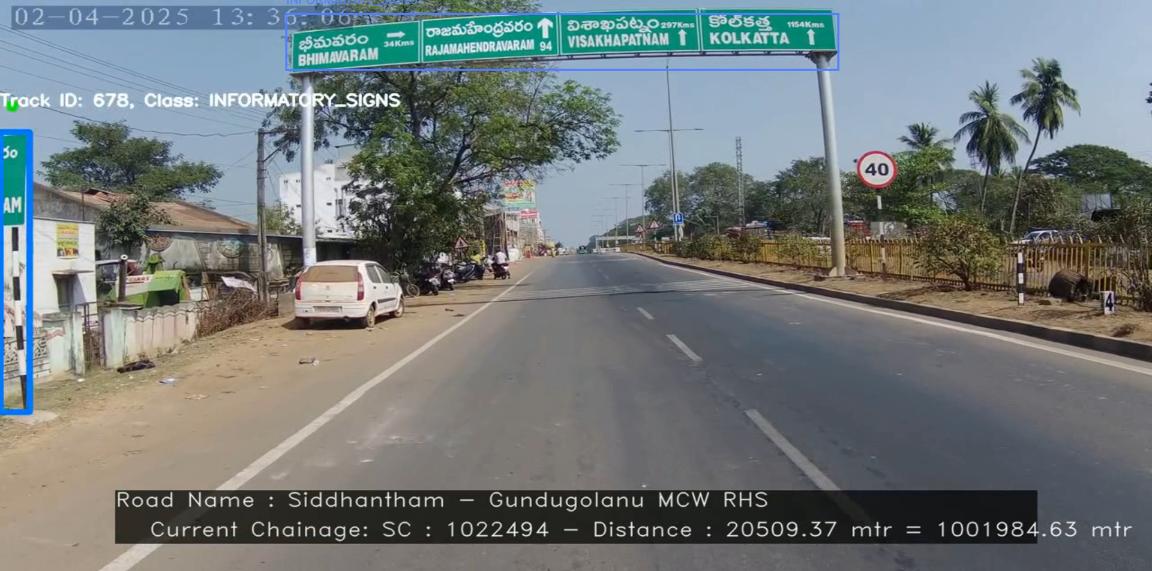 02-04-2025 13:36:06
భీమవరం
34Kms
BHIMAVARAM
రాజమహేంద్రవరం
RAJAMAHENDRAVARAM 94
విశాఖపట్నం 297Kms
VISAKHAPATNAM
కోల్‌కత్త 1154Kms
KOLKATTA
Track ID: 678, Class: INFORMATORY_SIGNS
రం
AM
40
4
Road Name : Siddhantham - Gundugolanu MCW RHS
Current Chainage: SC : 1022494 - Distance : 20509.37 mtr = 1001984.63 mtr